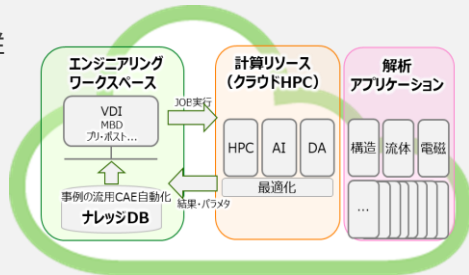 エンジニアリング
ワークスペース
VDI
MBD
プリ・ポスト…
事例の流用CAE自動化
ナレッジDB
JOB実行
結果・パラメタ
計算リソース
(クラウドHPC)
HPC
AI
DA
最適化
解析
アプリケーション
構造
流体
電磁
…